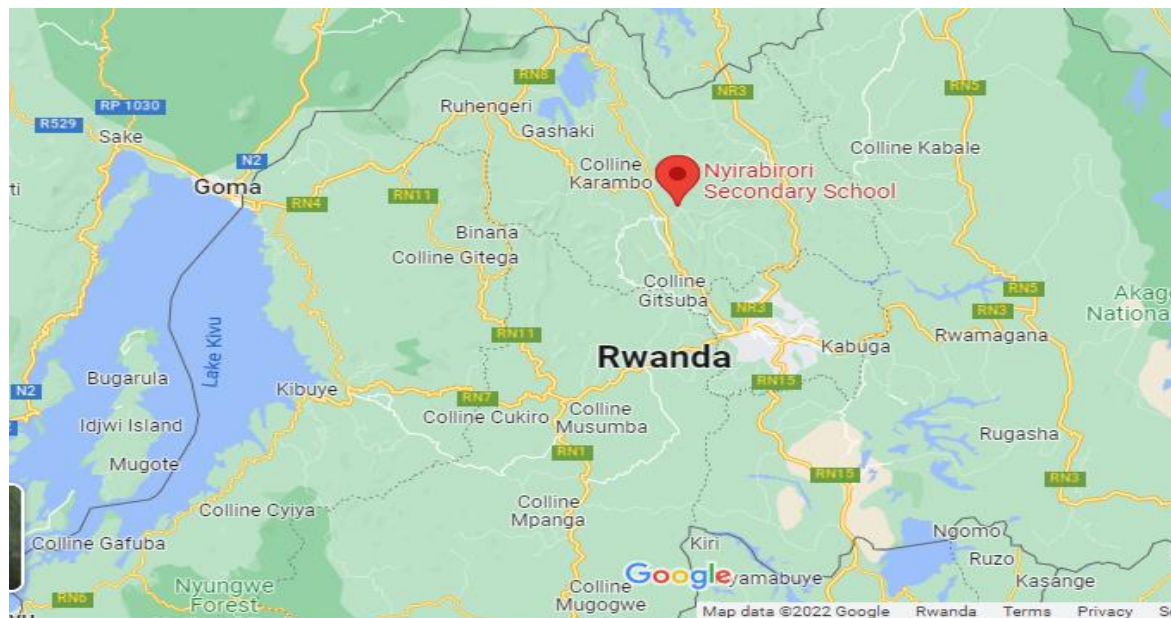 RN5
RN8
RP 1030
NR3
Ruhengeri
R529
Sake
Gashaki
Colline Kabale
N2
Colline
Karambo
Nyirabirori
Secondary School
Goma
RN4
RN11
Binana
Colline Gitega
Colline
Gitsuba
RN5
Akag
National
NR3
RN3
RN11
Rwamagana
Lake Kivu
Kabuga
Rwanda
Bugarula
N2
Kibuye
RN15
RN7
Colline Cukiro
Colline
Musumba
Idjwi Island
Rugasha
Mugote
RN1
RN15
RN3
Colline Cyiya
Colline
Mpanga
Ngomo
Colline Gafuba
Kiri
Ruzo
Google
yamabuye
Kasange
Nyungwe
Forest
Colline
Mugogwe
RN6
Map data ©2022 Google Rwanda Terms Privacy